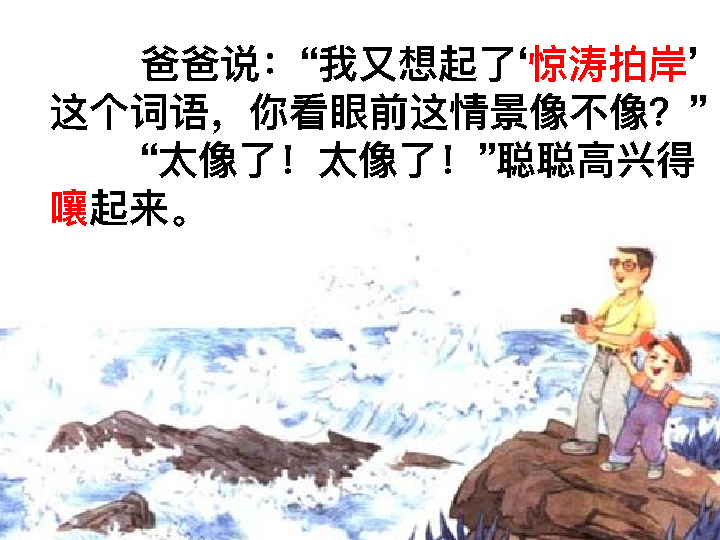 爸爸说：“我又想起了‘惊涛拍岸’
这个词语，你看眼前这情景像不像？”
“太像了！太像了！”聪聪高兴得
嚷起来。